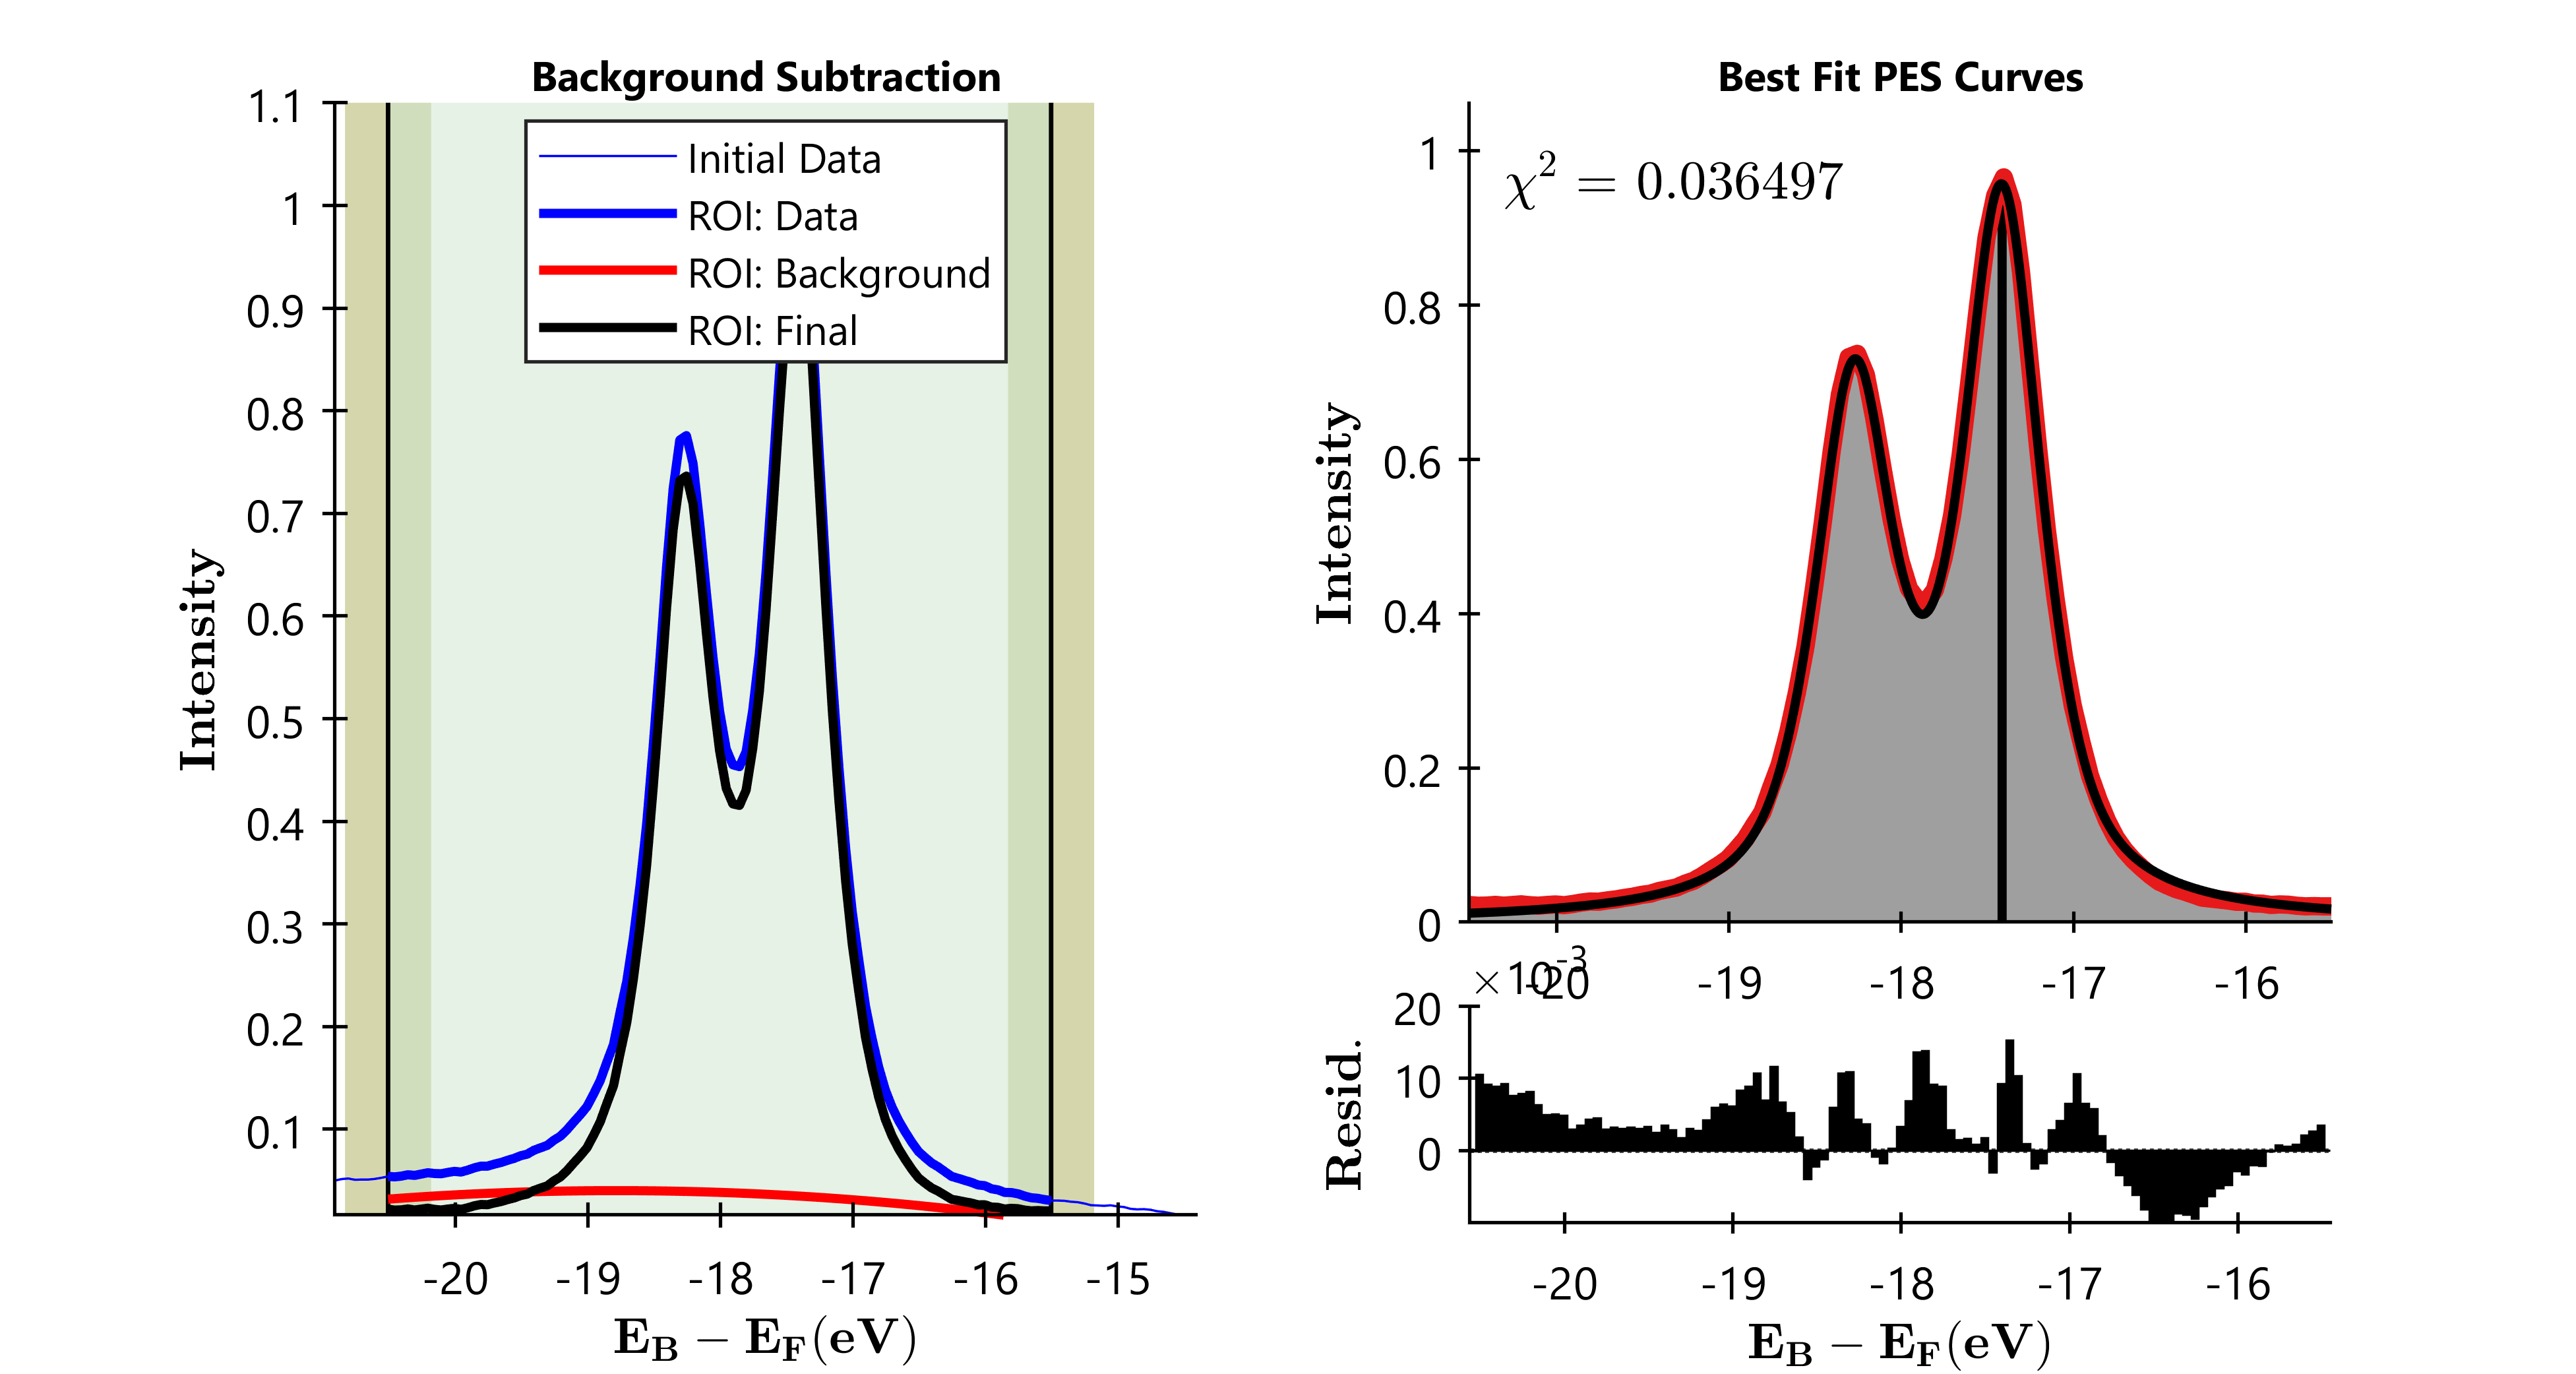 Background Subtraction
1.1
1
0.9
0.8
0.7
0.6
0.5
0.4
0.3
0.2
0.1
Intensity
Initial Data
ROI: Data
ROI: Background
ROI: Final
-20 -19 -18 -17 -16 -15
E_B − E_F(eV)
Best Fit PES Curves
χ² = 0.036497
1
0.8
0.6
0.4
0.2
0
Intensity
-20 -19 -18 -17 -16
×10⁻³
20
10
0
Resid.
-20 -19 -18 -17 -16
E_B − E_F(eV)